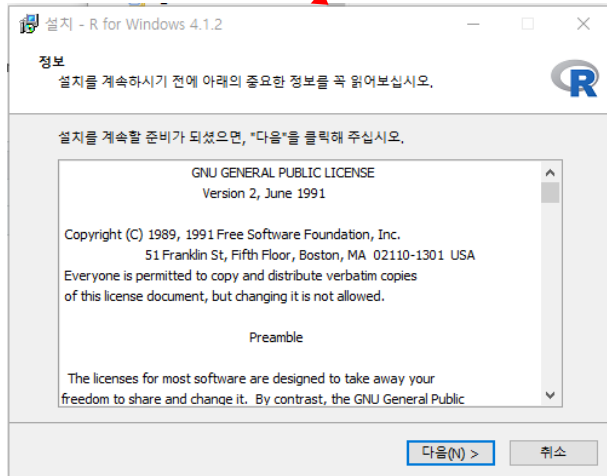 설치 - R for Windows 4.1.2
정보
설치를 계속하시기 전에 아래의 중요한 정보를 꼭 읽어보십시오.
R
설치를 계속할 준비가 되셨으면, "다음"을 클릭해 주십시오.
GNU GENERAL PUBLIC LICENSE
Version 2, June 1991
Copyright (C) 1989, 1991 Free Software Foundation, Inc.
51 Franklin St, Fifth Floor, Boston, MA 02110-1301 USA
Everyone is permitted to copy and distribute verbatim copies
of this license document, but changing it is not allowed.
Preamble
The licenses for most software are designed to take away your
freedom to share and change it. By contrast, the GNU General Public
다음(N) >
취소